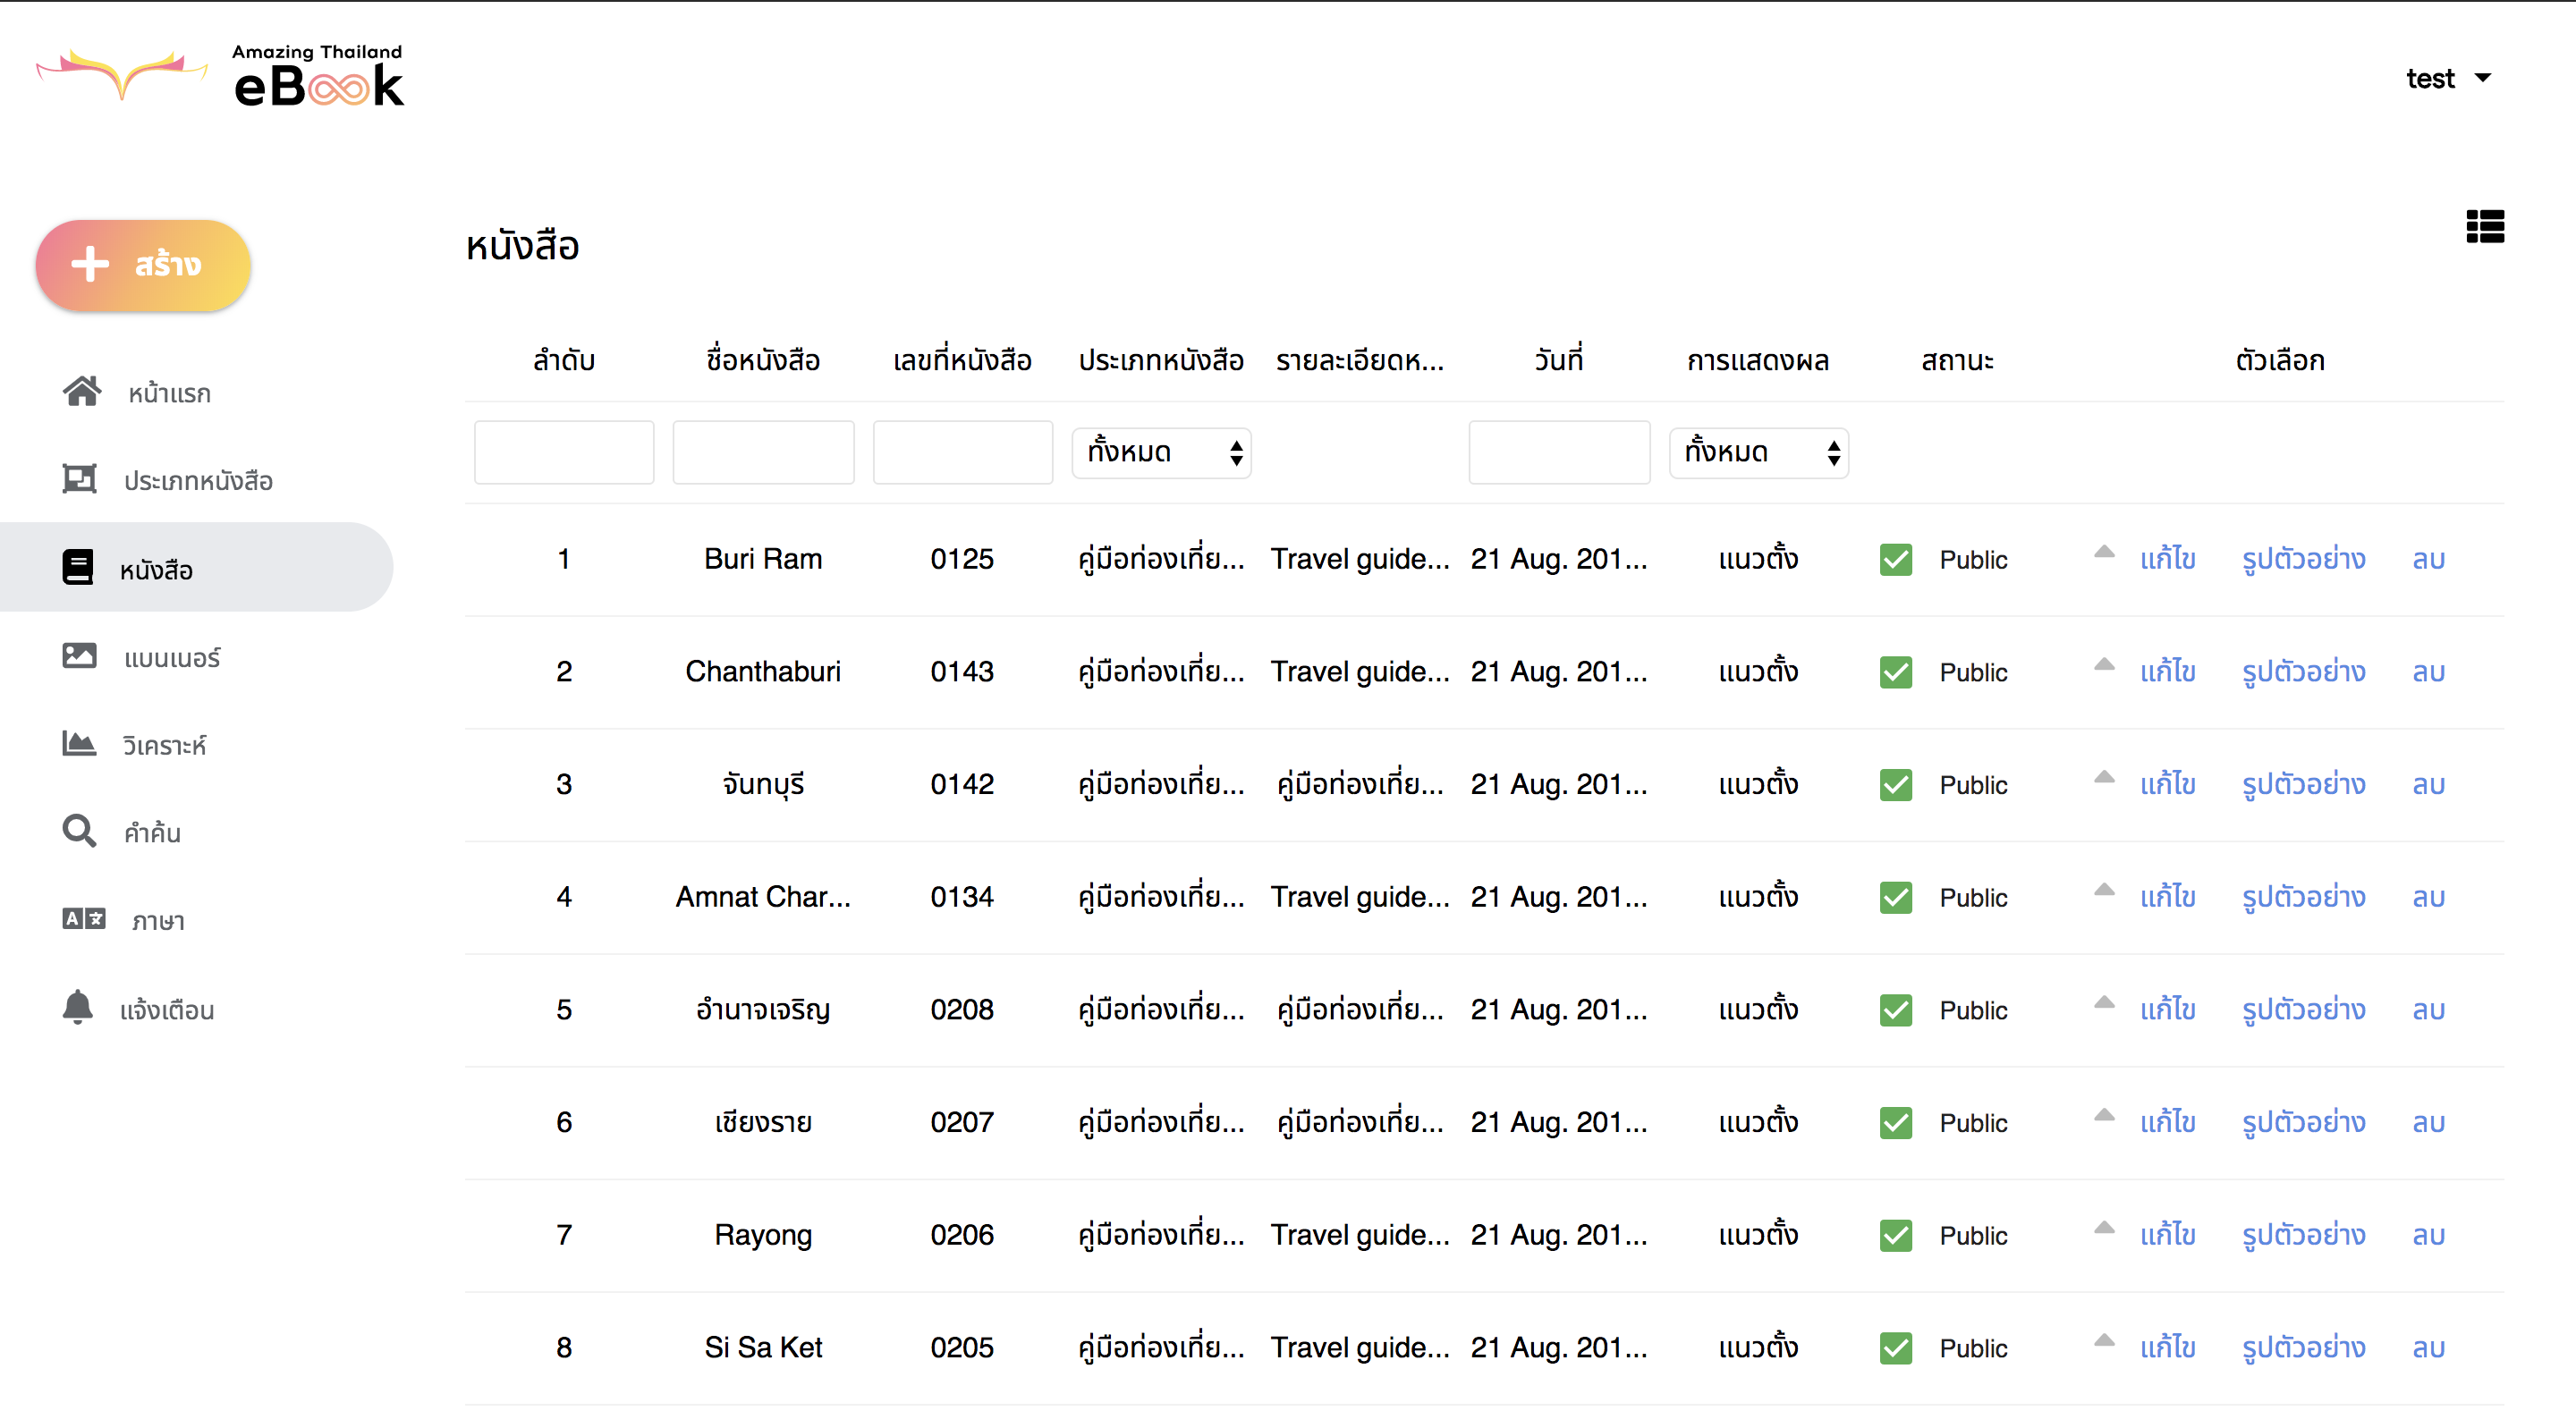 Amazing Thailand
eBook
test
สร้าง
หน้าแรก
ประเภทหนังสือ
หนังสือ
แบนเนอร์
วิเคราะห์
คำค้น
ภาษา
แจ้งเตือน
หนังสือ
ลำดับ ชื่อหนังสือ เลขที่หนังสือ ประเภทหนังสือ รายละเอียดห... วันที่ การแสดงผล สถานะ ตัวเลือก
ทั้งหมด ทั้งหมด
1 Buri Ram 0125 คู่มือท่องเที่ย... Travel guide... 21 Aug. 201... แนวตั้ง Public แก้ไข รูปตัวอย่าง ลบ
2 Chanthaburi 0143 คู่มือท่องเที่ย... Travel guide... 21 Aug. 201... แนวตั้ง Public แก้ไข รูปตัวอย่าง ลบ
3 จันทบุรี 0142 คู่มือท่องเที่ย... คู่มือท่องเที่ย... 21 Aug. 201... แนวตั้ง Public แก้ไข รูปตัวอย่าง ลบ
4 Amnat Char... 0134 คู่มือท่องเที่ย... Travel guide... 21 Aug. 201... แนวตั้ง Public แก้ไข รูปตัวอย่าง ลบ
5 อำนาจเจริญ 0208 คู่มือท่องเที่ย... คู่มือท่องเที่ย... 21 Aug. 201... แนวตั้ง Public แก้ไข รูปตัวอย่าง ลบ
6 เชียงราย 0207 คู่มือท่องเที่ย... คู่มือท่องเที่ย... 21 Aug. 201... แนวตั้ง Public แก้ไข รูปตัวอย่าง ลบ
7 Rayong 0206 คู่มือท่องเที่ย... Travel guide... 21 Aug. 201... แนวตั้ง Public แก้ไข รูปตัวอย่าง ลบ
8 Si Sa Ket 0205 คู่มือท่องเที่ย... Travel guide... 21 Aug. 201... แนวตั้ง Public แก้ไข รูปตัวอย่าง ลบ